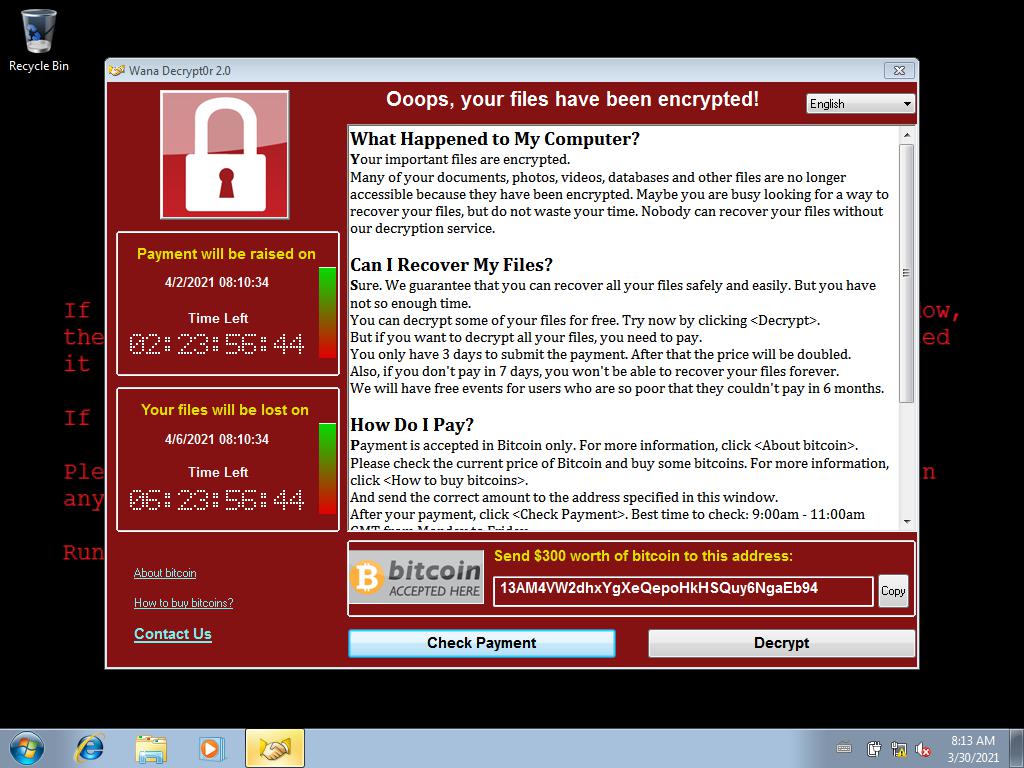 Recycle Bin
Wana Decrypt0r 2.0
Ooops, your files have been encrypted!
English
Payment will be raised on
4/2/2021 08:10:34
Time Left
02:23:56:44
Your files will be lost on
4/6/2021 08:10:34
Time Left
06:23:56:44
About bitcoin
How to buy bitcoins?
Contact Us
What Happened to My Computer?
Your important files are encrypted.
Many of your documents, photos, videos, databases and other files are no longer
accessible because they have been encrypted. Maybe you are busy looking for a way to
recover your files, but do not waste your time. Nobody can recover your files without
our decryption service.
Can I Recover My Files?
Sure. We guarantee that you can recover all your files safely and easily. But you have
not so enough time.
You can decrypt some of your files for free. Try now by clicking <Decrypt>.
But if you want to decrypt all your files, you need to pay.
You only have 3 days to submit the payment. After that the price will be doubled.
Also, if you don't pay in 7 days, you won't be able to recover your files forever.
We will have free events for users who are so poor that they couldn't pay in 6 months.
How Do I Pay?
Payment is accepted in Bitcoin only. For more information, click <About bitcoin>.
Please check the current price of Bitcoin and buy some bitcoins. For more information,
click <How to buy bitcoins>.
And send the correct amount to the address specified in this window.
After your payment, click <Check Payment>. Best time to check: 9:00am - 11:00am
GMT from Monday to Friday.
bitcoin
ACCEPTED HERE
Send $300 worth of bitcoin to this address:
13AM4VW2dhxYgXeQepoHkHSQuy6NgaEb94
Copy
Check Payment
Decrypt
If
the
it
If
any
Run
8:13 AM
3/30/2021